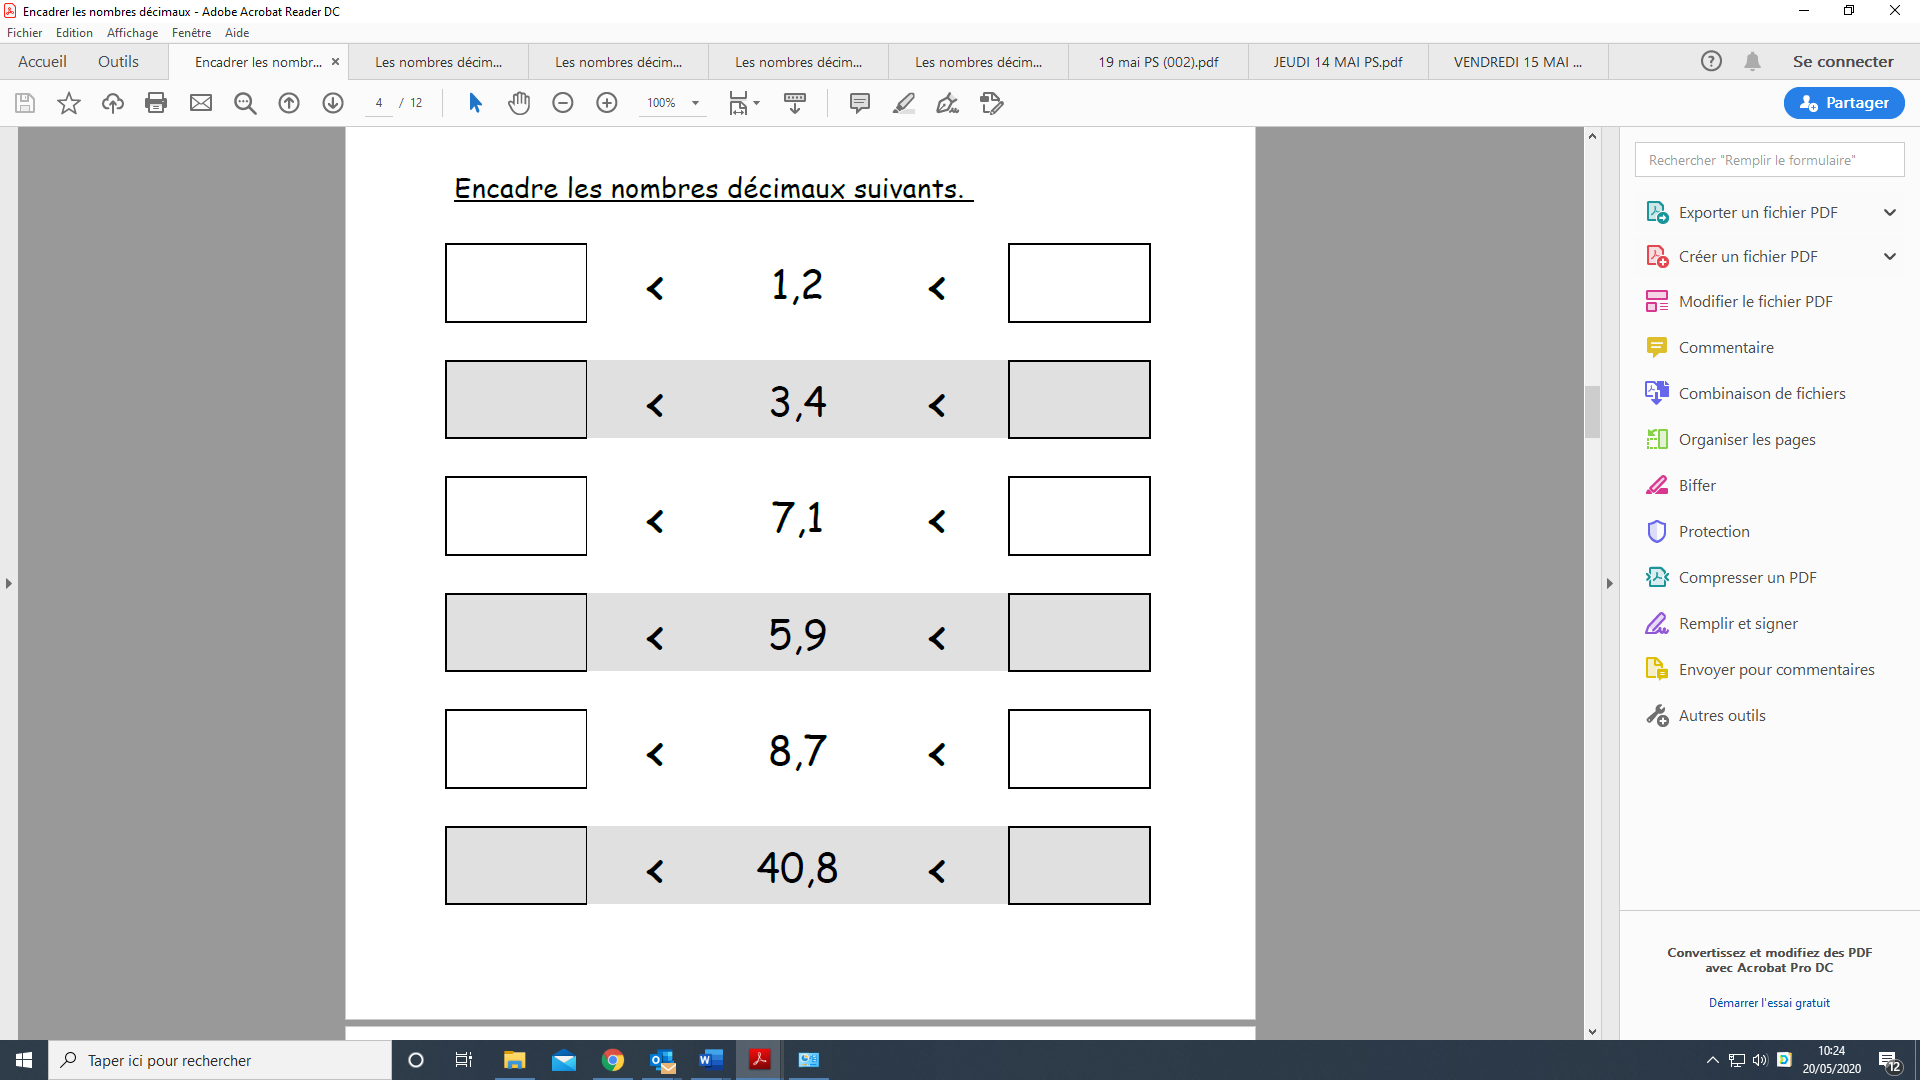 Encadrer les nombres décimaux - Adobe Acrobat Reader DC
Fichier Edition Affichage Fenêtre Aide
Accueil Outils Encadrer les nombr... × Les nombres décim... Les nombres décim... Les nombres décim... Les nombres décim... 19 mai PS (002).pdf JEUDI 14 MAI PS.pdf VENDREDI 15 MAI ... Se connecter
4 / 12 100% Partager
Encadre les nombres décimaux suivants.
< 1,2 <
< 3,4 <
< 7,1 <
< 5,9 <
< 8,7 <
< 40,8 <
Rechercher "Remplir le formulaire"
Exporter un fichier PDF
Créer un fichier PDF
Modifier le fichier PDF
Commentaire
Combinaison de fichiers
Organiser les pages
Biffer
Protection
Compresser un PDF
Remplir et signer
Envoyer pour commentaires
Autres outils
Convertissez et modifiez des PDF
avec Acrobat Pro DC
Démarrer l'essai gratuit
Taper ici pour rechercher
10:24
20/05/2020
12